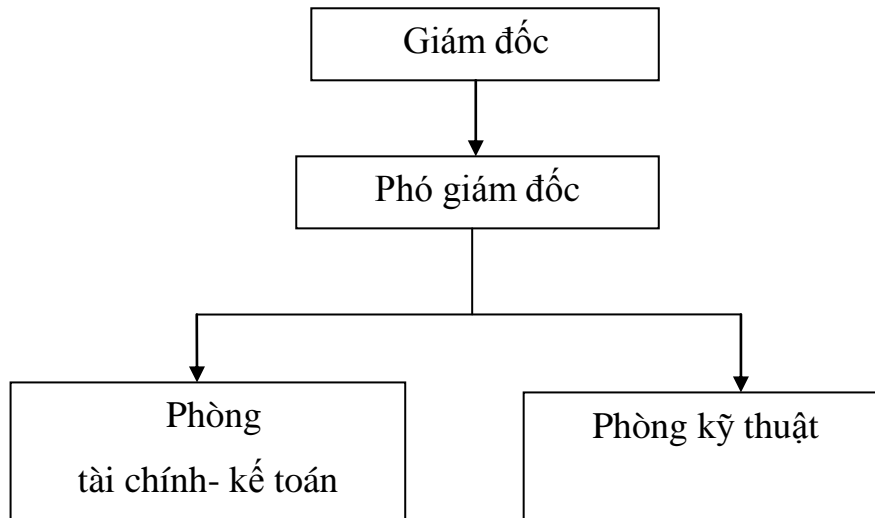 Giám đốc
Phó giám đốc
Phòng
tài chính- kế toán
Phòng kỹ thuật